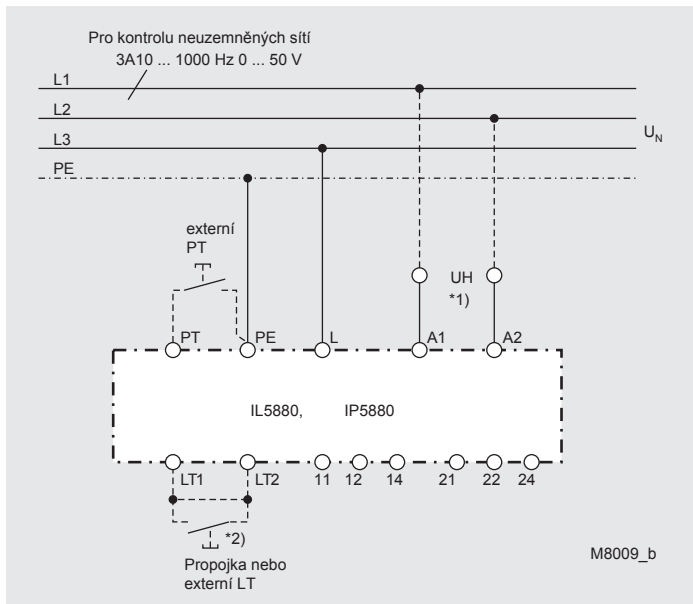 Pro kontrolu neuzemněných sítí
3A10 ... 1000 Hz 0 ... 50 V
L1
L2
L3
PE
U_N
externí
PT
UH
*1)
PT
PE
L
A1
A2
IL5880, IP5880
LT1
LT2
11
12
14
21
22
24
*2)
Propojka nebo
externí LT
M8009_b